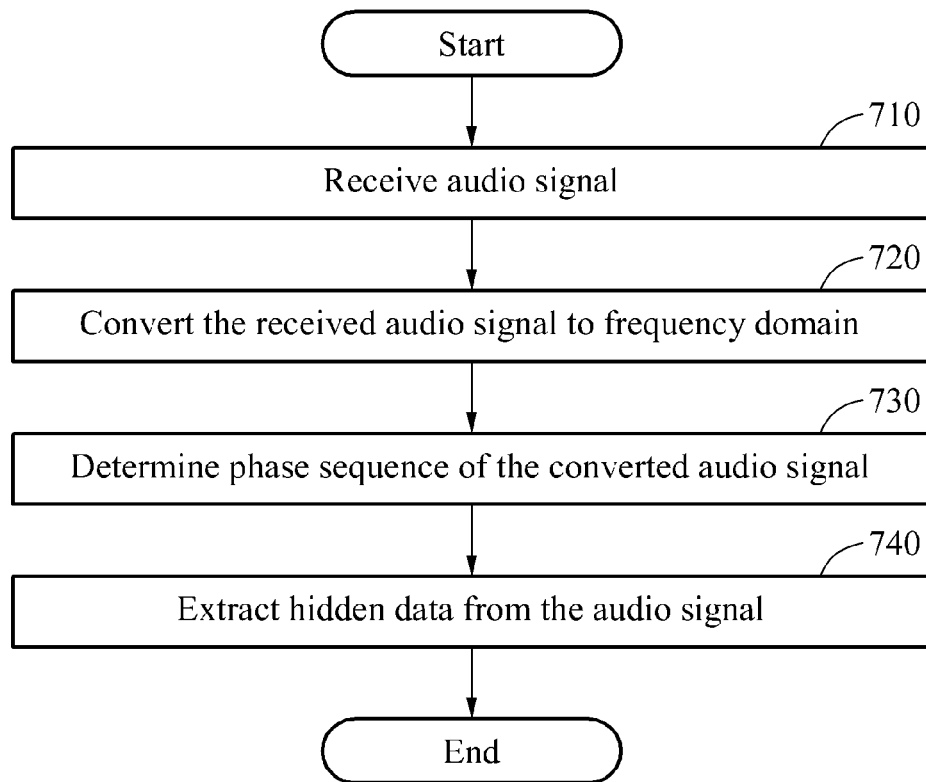 Start
710
Receive audio signal
720
Convert the received audio signal to frequency domain
730
Determine phase sequence of the converted audio signal
740
Extract hidden data from the audio signal
End